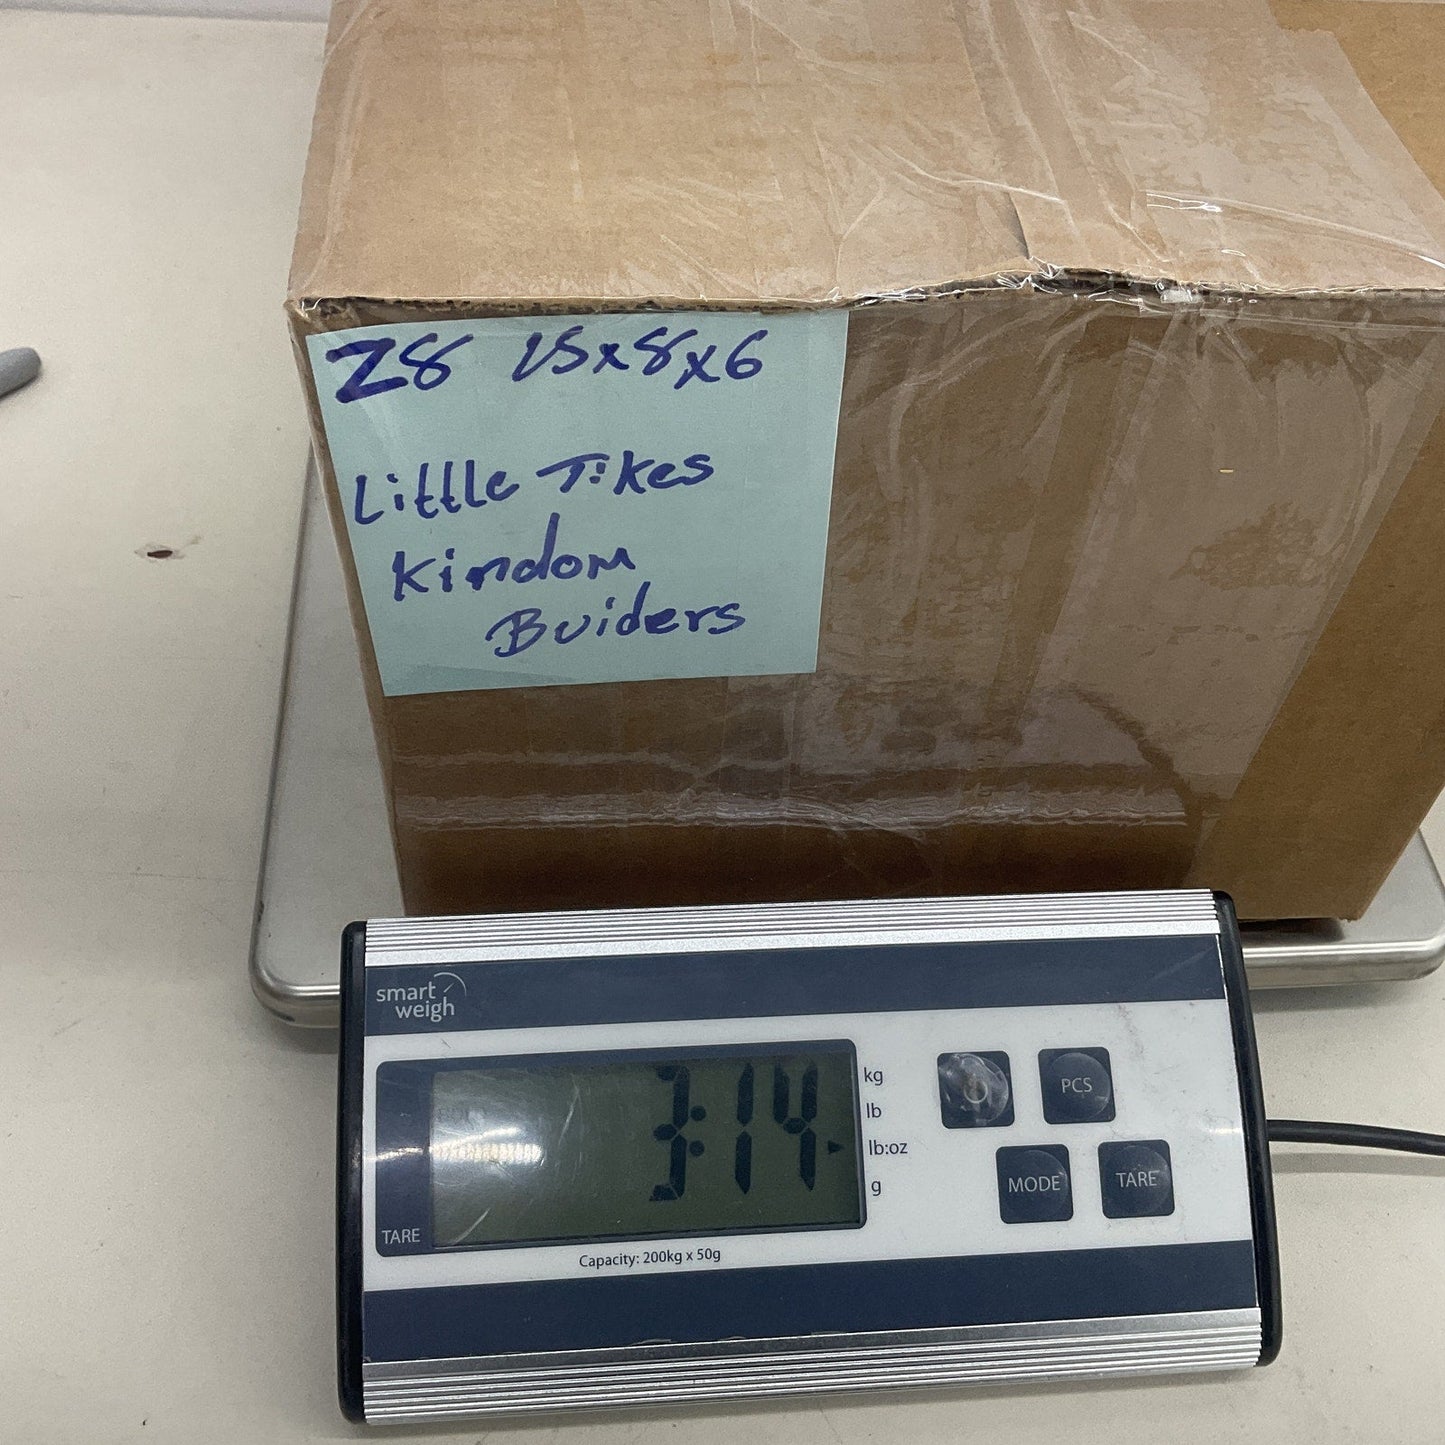 Z8 15x8x6
Little Tikes
Kindom
Buiders
smart
weigh
3:14
kg
lb
lb:oz
g
TARE
Capacity: 200kg x 50g
PCS
MODE
TARE